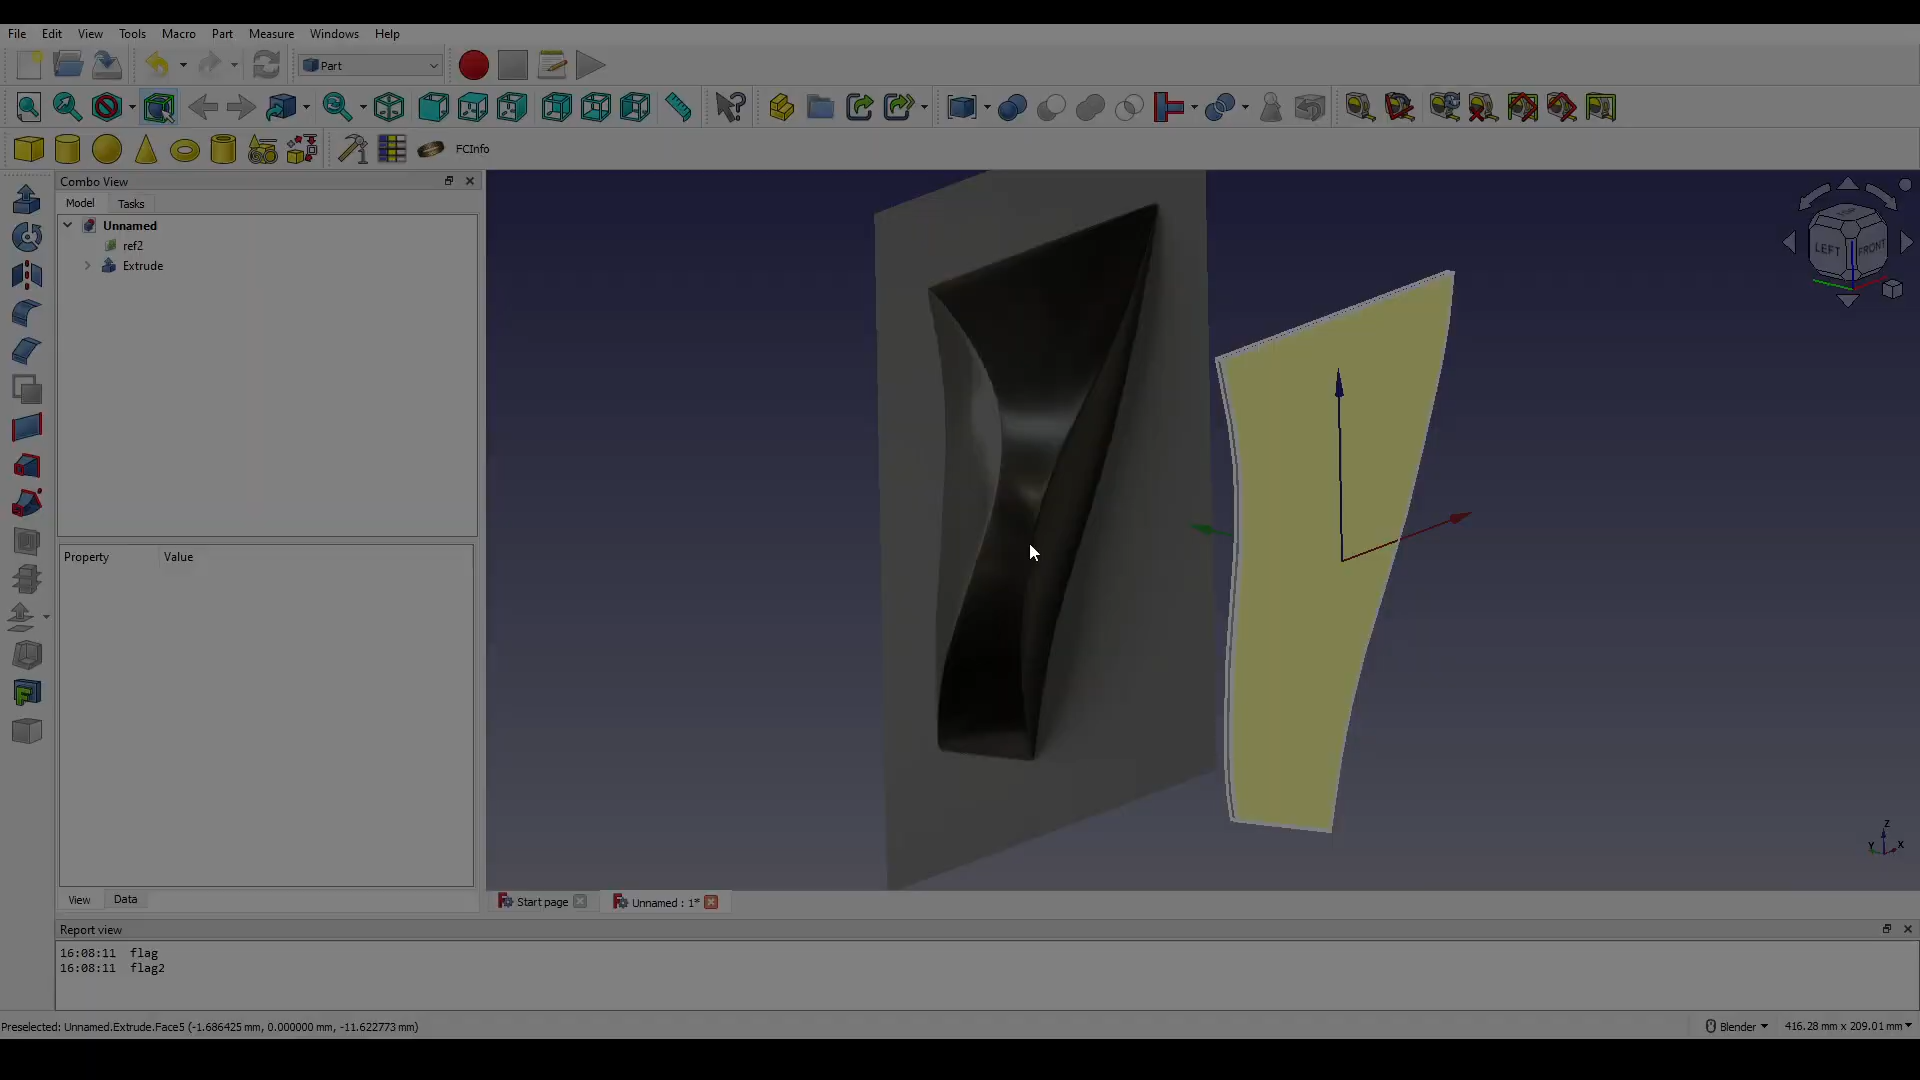 File Edit View Tools Macro Part Measure Windows Help
Part
FCInfo
Combo View
Model Tasks
Unnamed
ref2
Extrude
TOP
LEFT FRONT
Z
Y X
Property Value
View Data
Start page Unnamed : 1*
Report view
16:08:11 flag
16:08:11 flag2
Preselected: Unnamed.Extrude.Face5 (-1.686425 mm, 0.000000 mm, -11.622773 mm)
Blender 416.28 mm x 209.01 mm